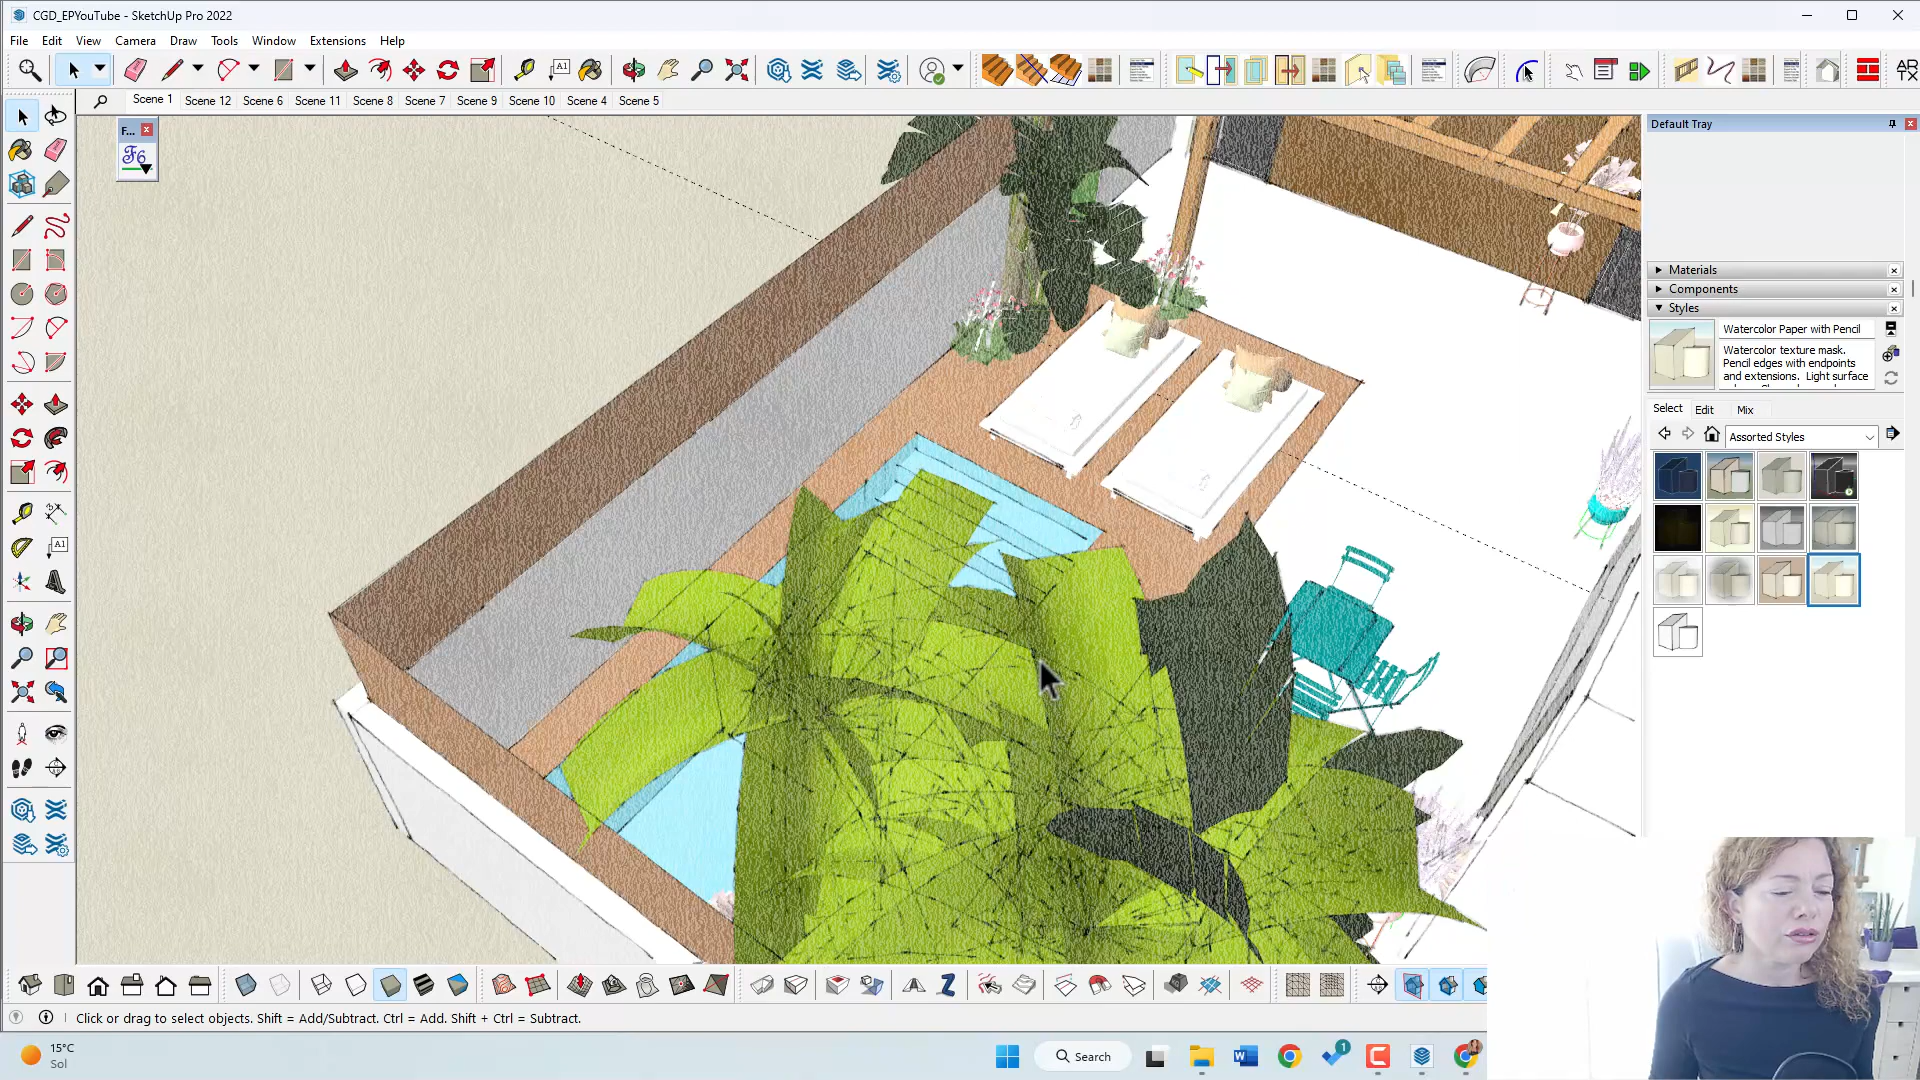 CGD_EPYouTube - SketchUp Pro 2022
File Edit View Camera Draw Tools Window Extensions Help
Scene 1 Scene 12 Scene 6 Scene 11 Scene 8 Scene 7 Scene 9 Scene 10 Scene 4 Scene 5
F...
Default Tray
Materials
Components
Styles
Watercolor Paper with Pencil
Watercolor texture mask.
Pencil edges with endpoints
and extensions. Light surface
Select Edit Mix
Assorted Styles
Click or drag to select objects. Shift = Add/Subtract. Ctrl = Add. Shift + Ctrl = Subtract.
15°C
Sol
Search
1